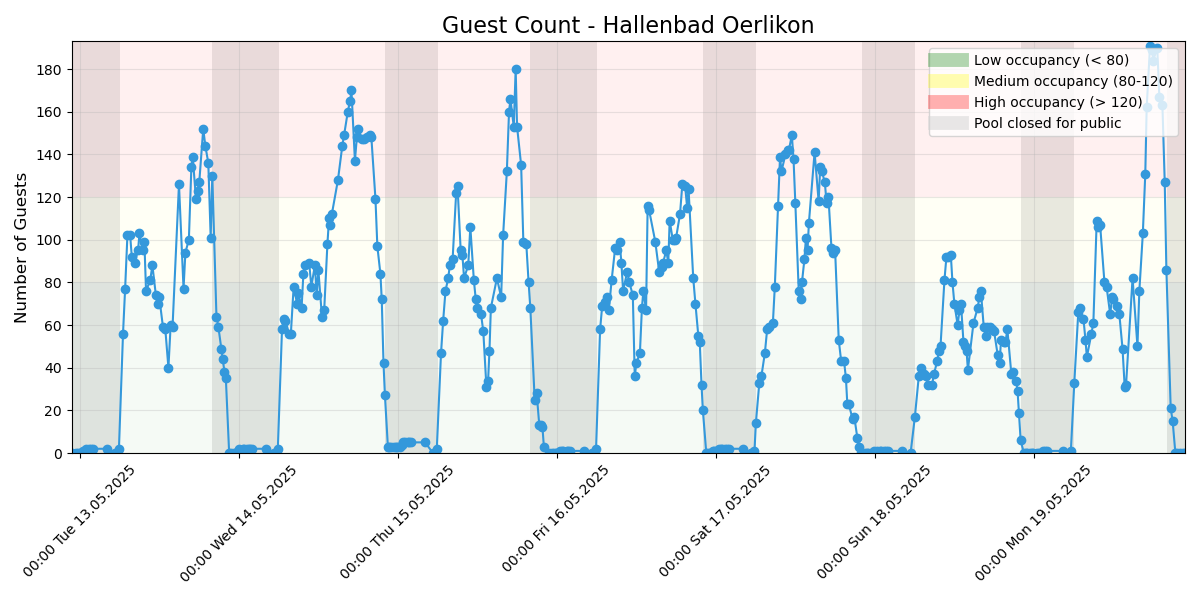 Guest Count - Hallenbad Oerlikon
Low occupancy (< 80)
Medium occupancy (80-120)
High occupancy (> 120)
Pool closed for public
Number of Guests
180
160
140
120
100
80
60
40
20
0
00:00 Tue 13.05.2025
00:00 Wed 14.05.2025
00:00 Thu 15.05.2025
00:00 Fri 16.05.2025
00:00 Sat 17.05.2025
00:00 Sun 18.05.2025
00:00 Mon 19.05.2025